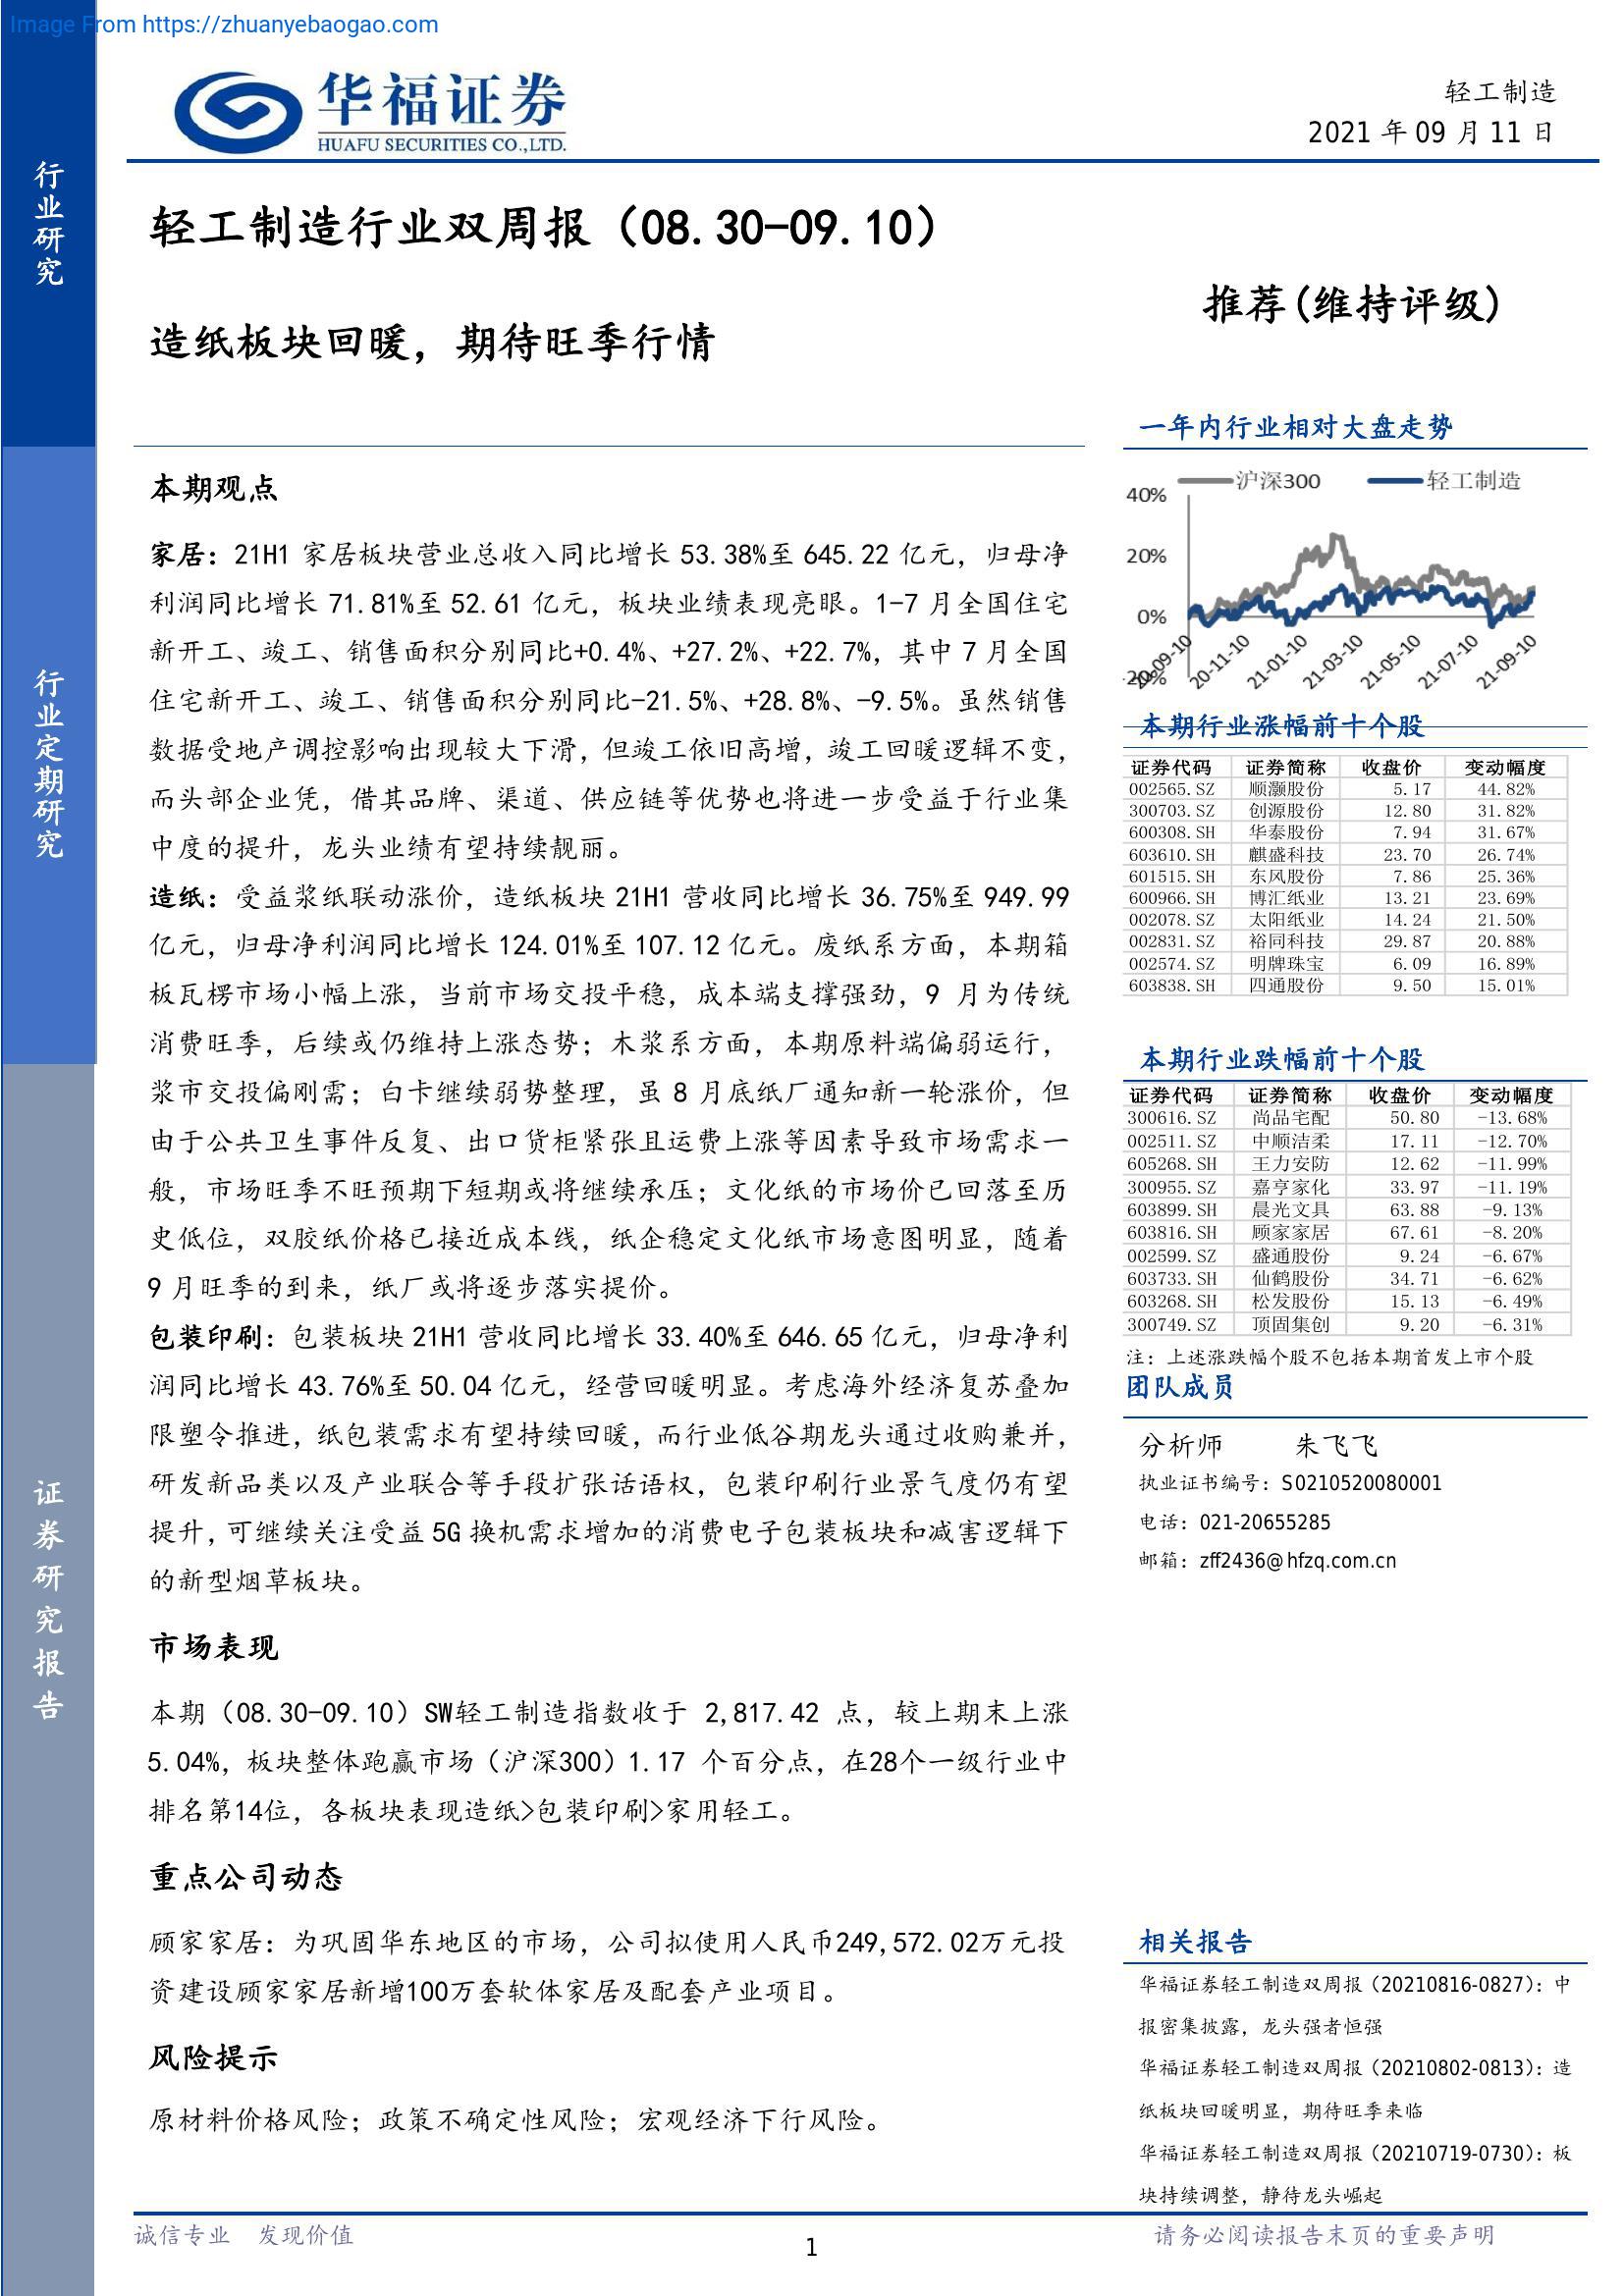 Image From https://zhuanyebaogao.com
华福证券
HUAFU SECURITIES CO.,LTD.
轻工制造
2021 年 09 月 11 日
行业研究
行业定期研究
证券研究报告
轻工制造行业双周报（08.30-09.10）
造纸板块回暖，期待旺季行情
推荐(维持评级)
本期观点
家居：21H1 家居板块营业总收入同比增长 53.38%至 645.22 亿元，归母净
利润同比增长 71.81%至 52.61 亿元，板块业绩表现亮眼。1-7 月全国住宅
新开工、竣工、销售面积分别同比+0.4%、+27.2%、+22.7%，其中 7 月全国
住宅新开工、竣工、销售面积分别同比-21.5%、+28.8%、-9.5%。虽然销售
数据受地产调控影响出现较大下滑，但竣工依旧高增，竣工回暖逻辑不变，
而头部企业凭，借其品牌、渠道、供应链等优势也将进一步受益于行业集
中度的提升，龙头业绩有望持续靓丽。
造纸：受益浆纸联动涨价，造纸板块 21H1 营收同比增长 36.75%至 949.99
亿元，归母净利润同比增长 124.01%至 107.12 亿元。废纸系方面，本期箱
板瓦楞市场小幅上涨，当前市场交投平稳，成本端支撑强劲，9 月为传统
消费旺季，后续或仍维持上涨态势；木浆系方面，本期原料端偏弱运行，
浆市交投偏刚需；白卡继续弱势整理，虽 8 月底纸厂通知新一轮涨价，但
由于公共卫生事件反复、出口货柜紧张且运费上涨等因素导致市场需求一
般，市场旺季不旺预期下短期或将继续承压；文化纸的市场价已回落至历
史低位，双胶纸价格已接近成本线，纸企稳定文化纸市场意图明显，随着
9 月旺季的到来，纸厂或将逐步落实提价。
包装印刷：包装板块 21H1 营收同比增长 33.40%至 646.65 亿元，归母净利
润同比增长 43.76%至 50.04 亿元，经营回暖明显。考虑海外经济复苏叠加
限塑令推进，纸包装需求有望持续回暖，而行业低谷期龙头通过收购兼并，
研发新品类以及产业联合等手段扩张话语权，包装印刷行业景气度仍有望
提升，可继续关注受益 5G 换机需求增加的消费电子包装板块和减害逻辑下
的新型烟草板块。
市场表现
本期（08.30-09.10）SW轻工制造指数收于 2,817.42 点，较上期末上涨
5.04%，板块整体跑赢市场（沪深300）1.17 个百分点，在28个一级行业中
排名第14位，各板块表现造纸>包装印刷>家用轻工。
重点公司动态
顾家家居：为巩固华东地区的市场，公司拟使用人民币249,572.02万元投
资建设顾家家居新增100万套软体家居及配套产业项目。
风险提示
原材料价格风险；政策不确定性风险；宏观经济下行风险。
一年内行业相对大盘走势
沪深300 轻工制造
40%
20%
0%
-20%
20-09-10 20-11-10 21-01-10 21-03-10 21-05-10 21-07-10 21-09-10
本期行业涨幅前十个股
证券代码 证券简称 收盘价 变动幅度
002565.SZ 顺灏股份 5.17 44.82%
300703.SZ 创源股份 12.80 31.82%
600308.SH 华泰股份 7.94 31.67%
603610.SH 麒盛科技 23.70 26.74%
601515.SH 东风股份 7.86 25.36%
600966.SH 博汇纸业 13.21 23.69%
002078.SZ 太阳纸业 14.24 21.50%
002831.SZ 裕同科技 29.87 20.88%
002574.SZ 明牌珠宝 6.09 16.89%
603838.SH 四通股份 9.50 15.01%
本期行业跌幅前十个股
证券代码 证券简称 收盘价 变动幅度
300616.SZ 尚品宅配 50.80 -13.68%
002511.SZ 中顺洁柔 17.11 -12.70%
605268.SH 王力安防 12.62 -11.99%
300955.SZ 嘉亨家化 33.97 -11.19%
603899.SH 晨光文具 63.88 -9.13%
603816.SH 顾家家居 67.61 -8.20%
002599.SZ 盛通股份 9.24 -6.67%
603733.SH 仙鹤股份 34.71 -6.62%
603268.SH 松发股份 15.13 -6.49%
300749.SZ 顶固集创 9.20 -6.31%
注：上述涨跌幅个股不包括本期首发上市个股
团队成员
分析师 朱飞飞
执业证书编号：S0210520080001
电话：021-20655285
邮箱：zff2436@hfzq.com.cn
相关报告
华福证券轻工制造双周报（20210816-0827）：中
报密集披露，龙头强者恒强
华福证券轻工制造双周报（20210802-0813）：造
纸板块回暖明显，期待旺季来临
华福证券轻工制造双周报（20210719-0730）：板
块持续调整，静待龙头崛起
诚信专业 发现价值
1
请务必阅读报告末页的重要声明